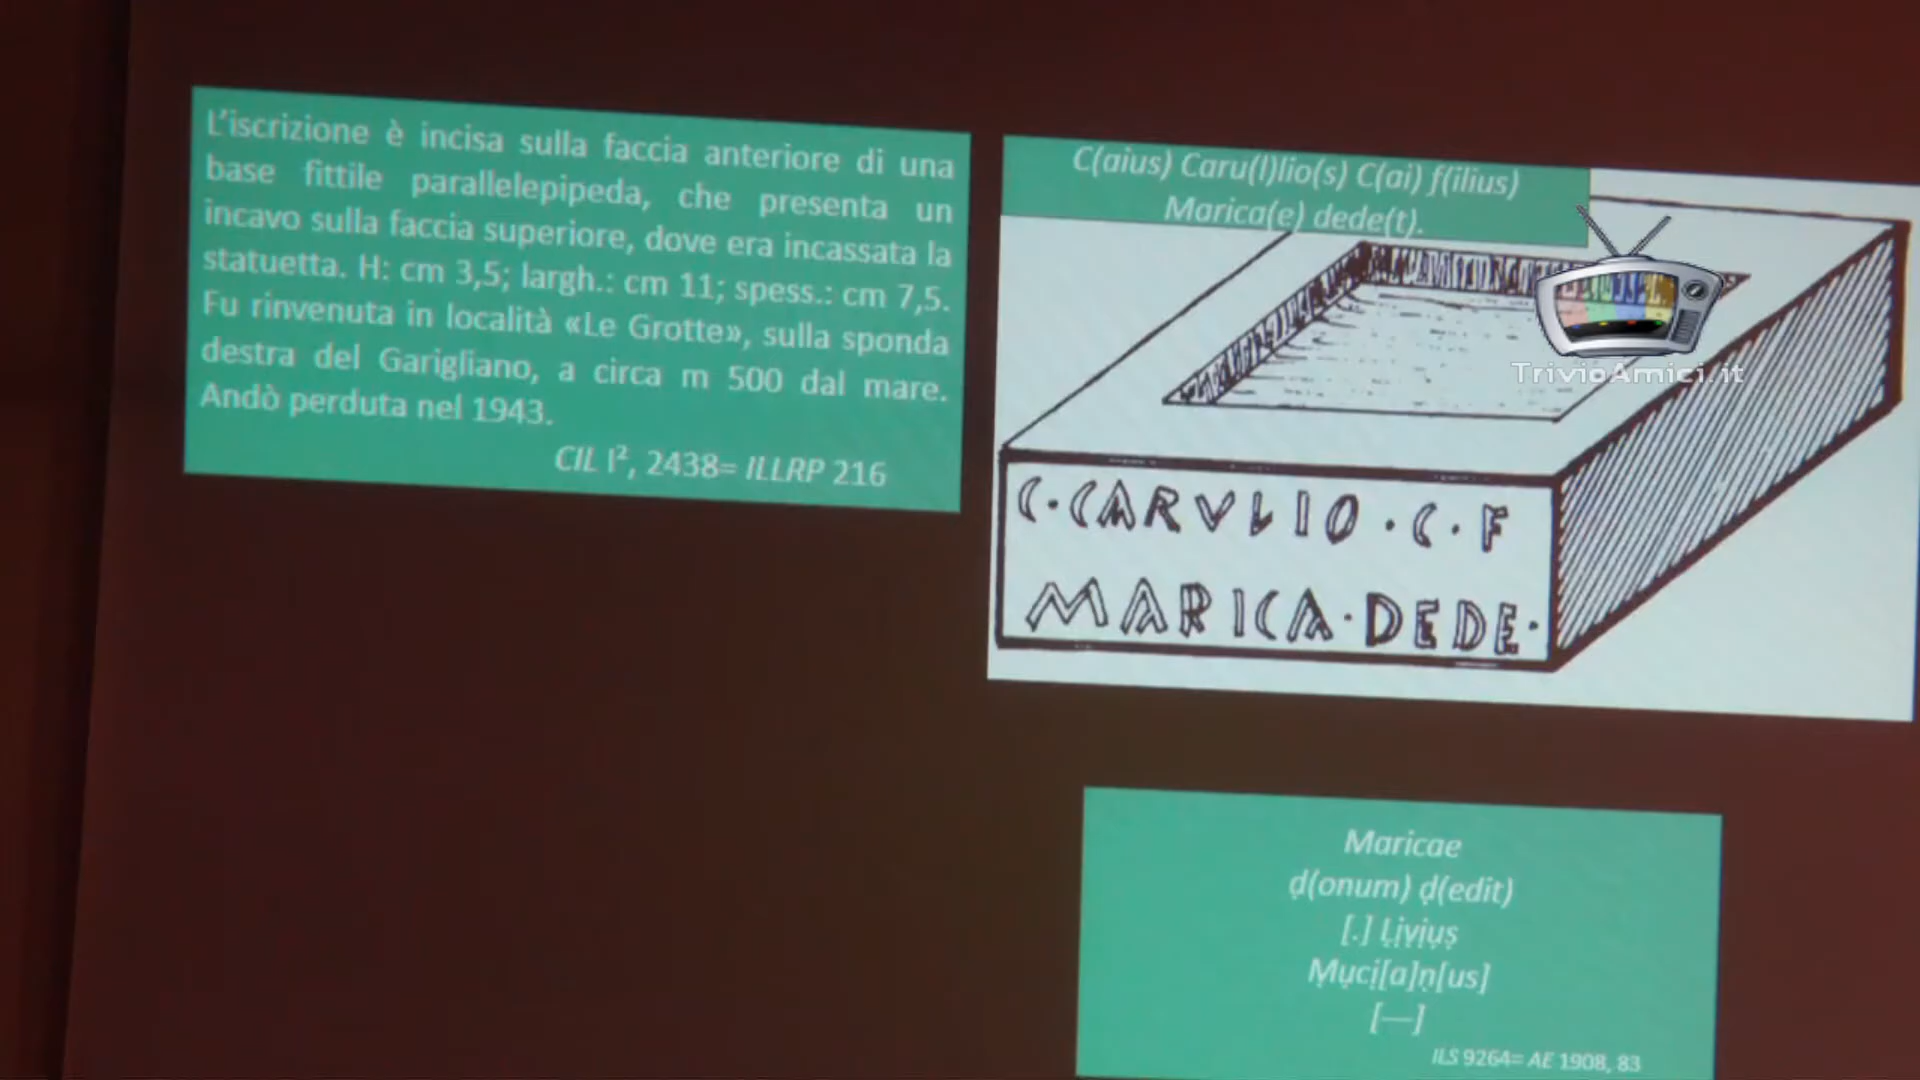 L'iscrizione è incisa sulla faccia anteriore di una
base fittile parallelepipeda, che presenta un
incavo sulla faccia superiore, dove era incassata la
statuetta. H: cm 3,5; largh.: cm 11; spess.: cm 7,5.
Fu rinvenuta in località «Le Grotte», sulla sponda
destra del Garigliano, a circa m 500 dal mare.
Andò perduta nel 1943.
CIL I², 2438= ILLRP 216
C(aius) Caru(l)lio(s) C(ai) f(ilius)
Marica(e) dede(t).
TrivioAmici.it
C·CARVLIO·C·F
MARICA·DEDE·
Maricae
ḍ(onum) ḍ(edit)
[.] Ḷịṿịụṣ
Ṃụcị[a]ṇ[us]
[—]
ILS 9264= AE 1908, 83